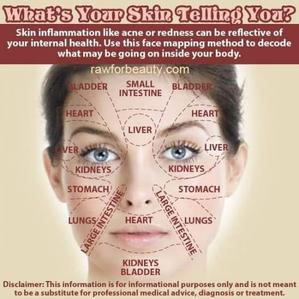 What's Your Skin Telling You?
Skin inflammation like acne or redness can be reflective of
your internal health. Use this face mapping method to decode
what may be going on inside your body.
rawforbeauty.com
BLADDER SMALL INTESTINE BLADDER
HEART HEART
LIVER
LIVER LIVER
KIDNEYS KIDNEYS
STOMACH STOMACH
LARGE INTESTINE LARGE INTESTINE
LUNGS HEART LUNGS
KIDNEYS
BLADDER
Disclaimer: This information is for informational purposes only and is not meant
to be a substitute for professional medical advice, diagnosis or treatment.